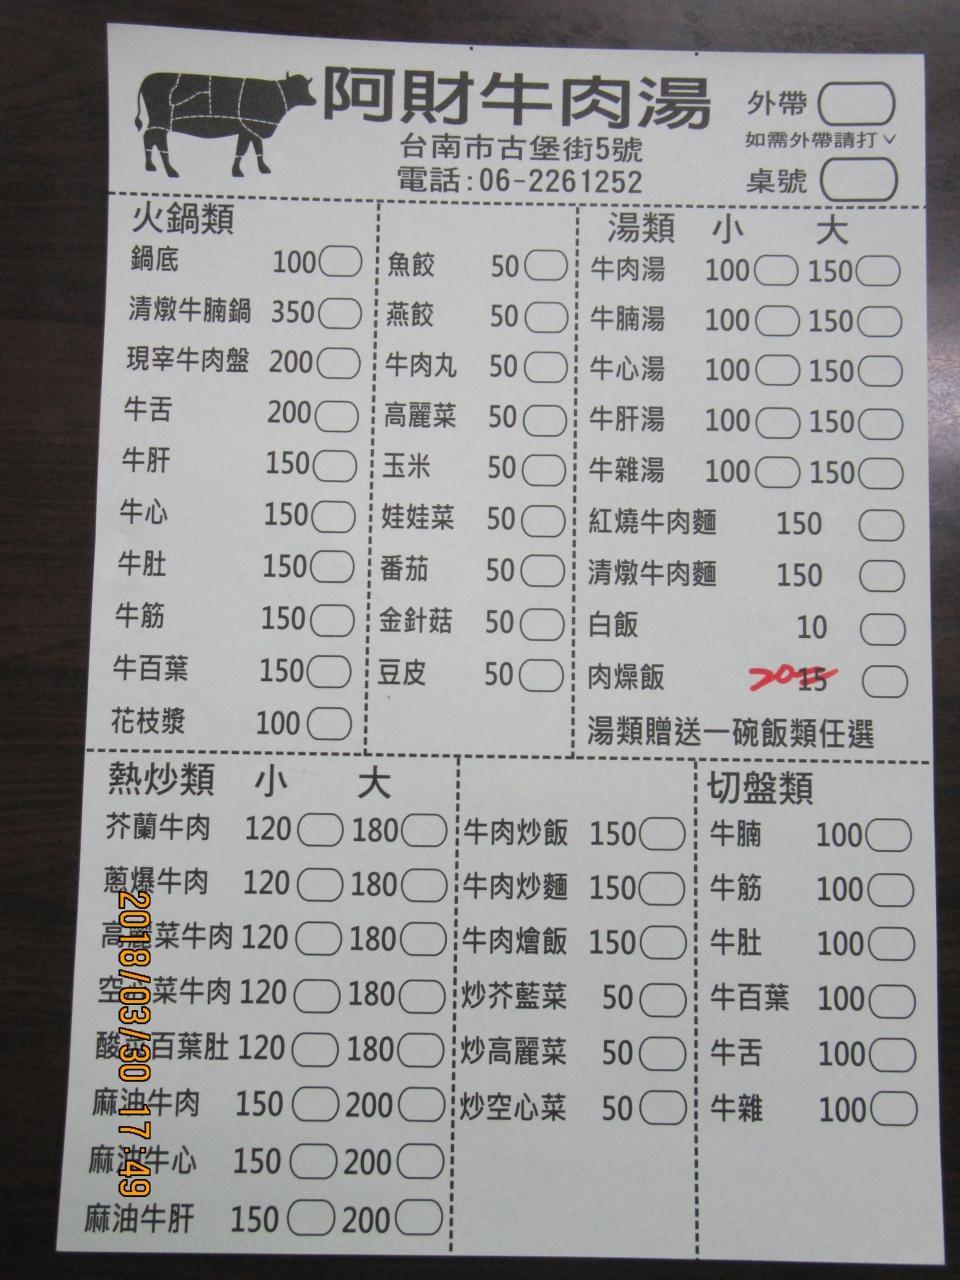 阿財牛肉湯
台南市古堡街5號
電話:06-2261252
外帶
如需外帶請打✓
桌號
火鍋類
鍋底 100
清燉牛腩鍋 350
現宰牛肉盤 200
牛舌 200
牛肝 150
牛心 150
牛肚 150
牛筋 150
牛百葉 150
花枝漿 100
魚餃 50
燕餃 50
牛肉丸 50
高麗菜 50
玉米 50
娃娃菜 50
番茄 50
金針菇 50
豆皮 50
湯類 小 大
牛肉湯 100 150
牛腩湯 100 150
牛心湯 100 150
牛肝湯 100 150
牛雜湯 100 150
紅燒牛肉麵 150
清燉牛肉麵 150
白飯 10
肉燥飯 20 15
湯類贈送一碗飯類任選
熱炒類 小 大
芥蘭牛肉 120 180
蔥爆牛肉 120 180
高麗菜牛肉 120 180
空心菜牛肉 120 180
酸菜百葉肚 120 180
麻油牛肉 150 200
麻油牛心 150 200
麻油牛肝 150 200
牛肉炒飯 150
牛肉炒麵 150
牛肉燴飯 150
炒芥藍菜 50
炒高麗菜 50
炒空心菜 50
切盤類
牛腩 100
牛筋 100
牛肚 100
牛百葉 100
牛舌 100
牛雜 100
2018/03/30 17:49